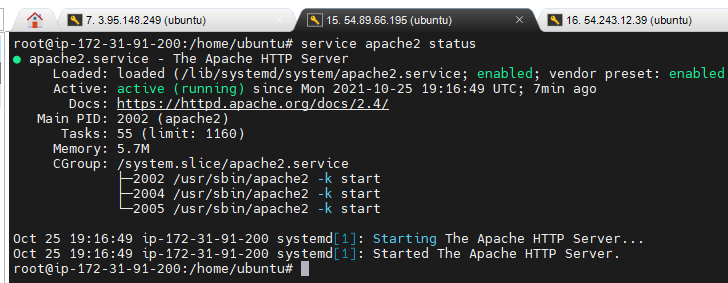 7. 3.95.148.249 (ubuntu)
15. 54.89.66.195 (ubuntu)
16. 54.243.12.39 (ubuntu)
root@ip-172-31-91-200:/home/ubuntu# service apache2 status
● apache2.service - The Apache HTTP Server
Loaded: loaded (/lib/systemd/system/apache2.service; enabled; vendor preset: enabled
Active: active (running) since Mon 2021-10-25 19:16:49 UTC; 7min ago
Docs: https://httpd.apache.org/docs/2.4/
Main PID: 2002 (apache2)
Tasks: 55 (limit: 1160)
Memory: 5.7M
CGroup: /system.slice/apache2.service
├─2002 /usr/sbin/apache2 -k start
├─2004 /usr/sbin/apache2 -k start
└─2005 /usr/sbin/apache2 -k start
Oct 25 19:16:49 ip-172-31-91-200 systemd[1]: Starting The Apache HTTP Server...
Oct 25 19:16:49 ip-172-31-91-200 systemd[1]: Started The Apache HTTP Server.
root@ip-172-31-91-200:/home/ubuntu#